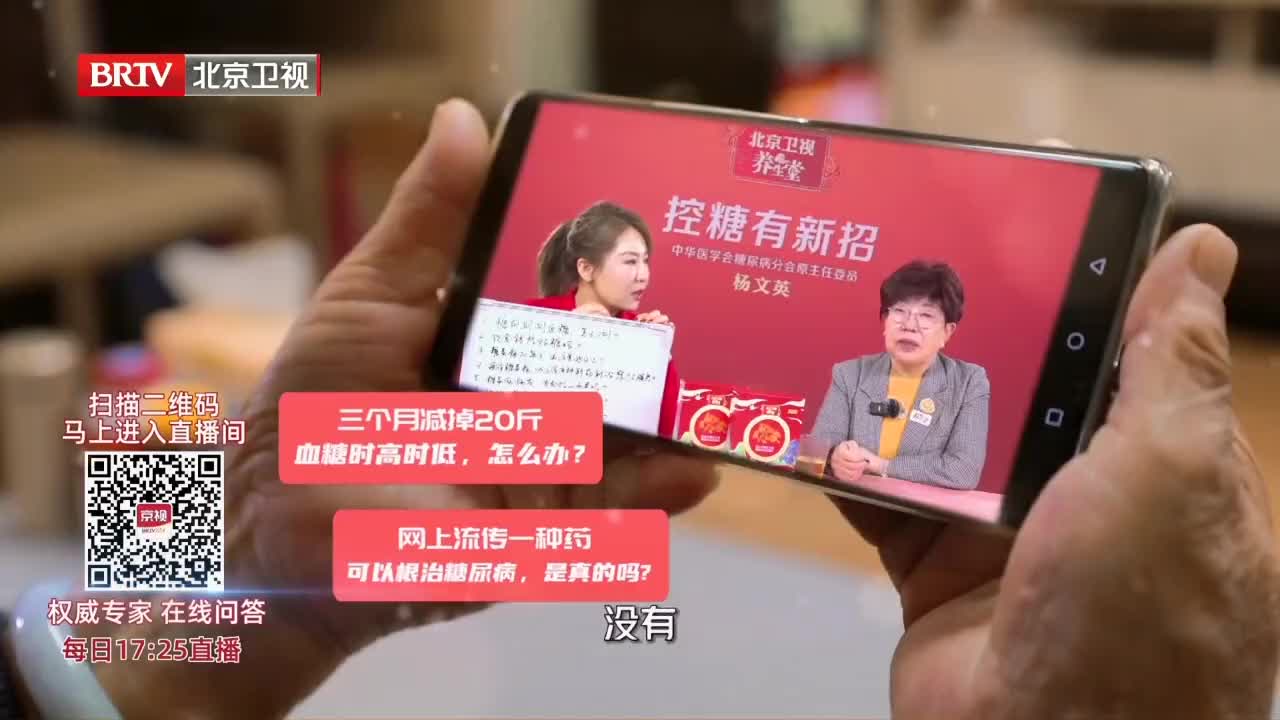 BRTV 北京卫视
北京卫视
养生堂
控糖有新招
中华医学会糖尿病分会原主任委员
杨文英
三个月减掉20斤
血糖时高时低，怎么办？
网上流传一种药
可以根治糖尿病，是真的吗？
扫描二维码
马上进入直播间
京视
BRTV
权威专家 在线问答
每日17:25直播
没有